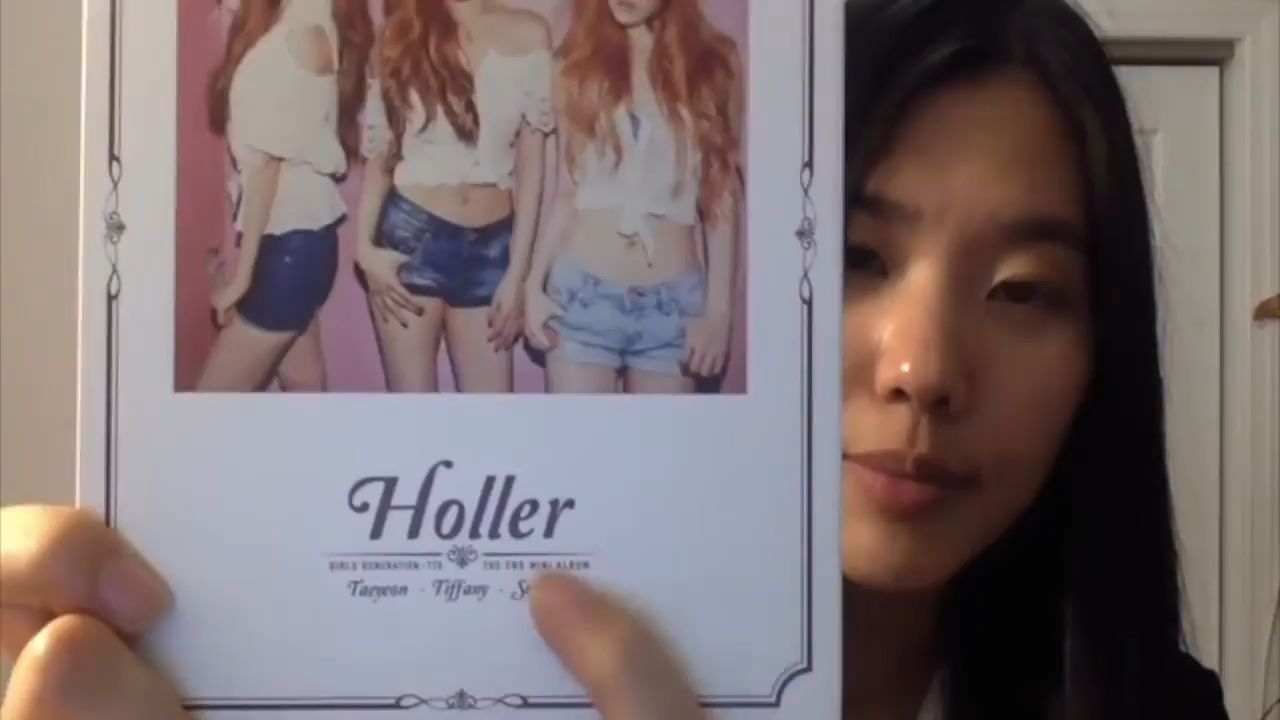 Holler
GIRLS GENERATION-TTS THE 2ND MINI ALBUM
Taeyeon · Tiffany ·